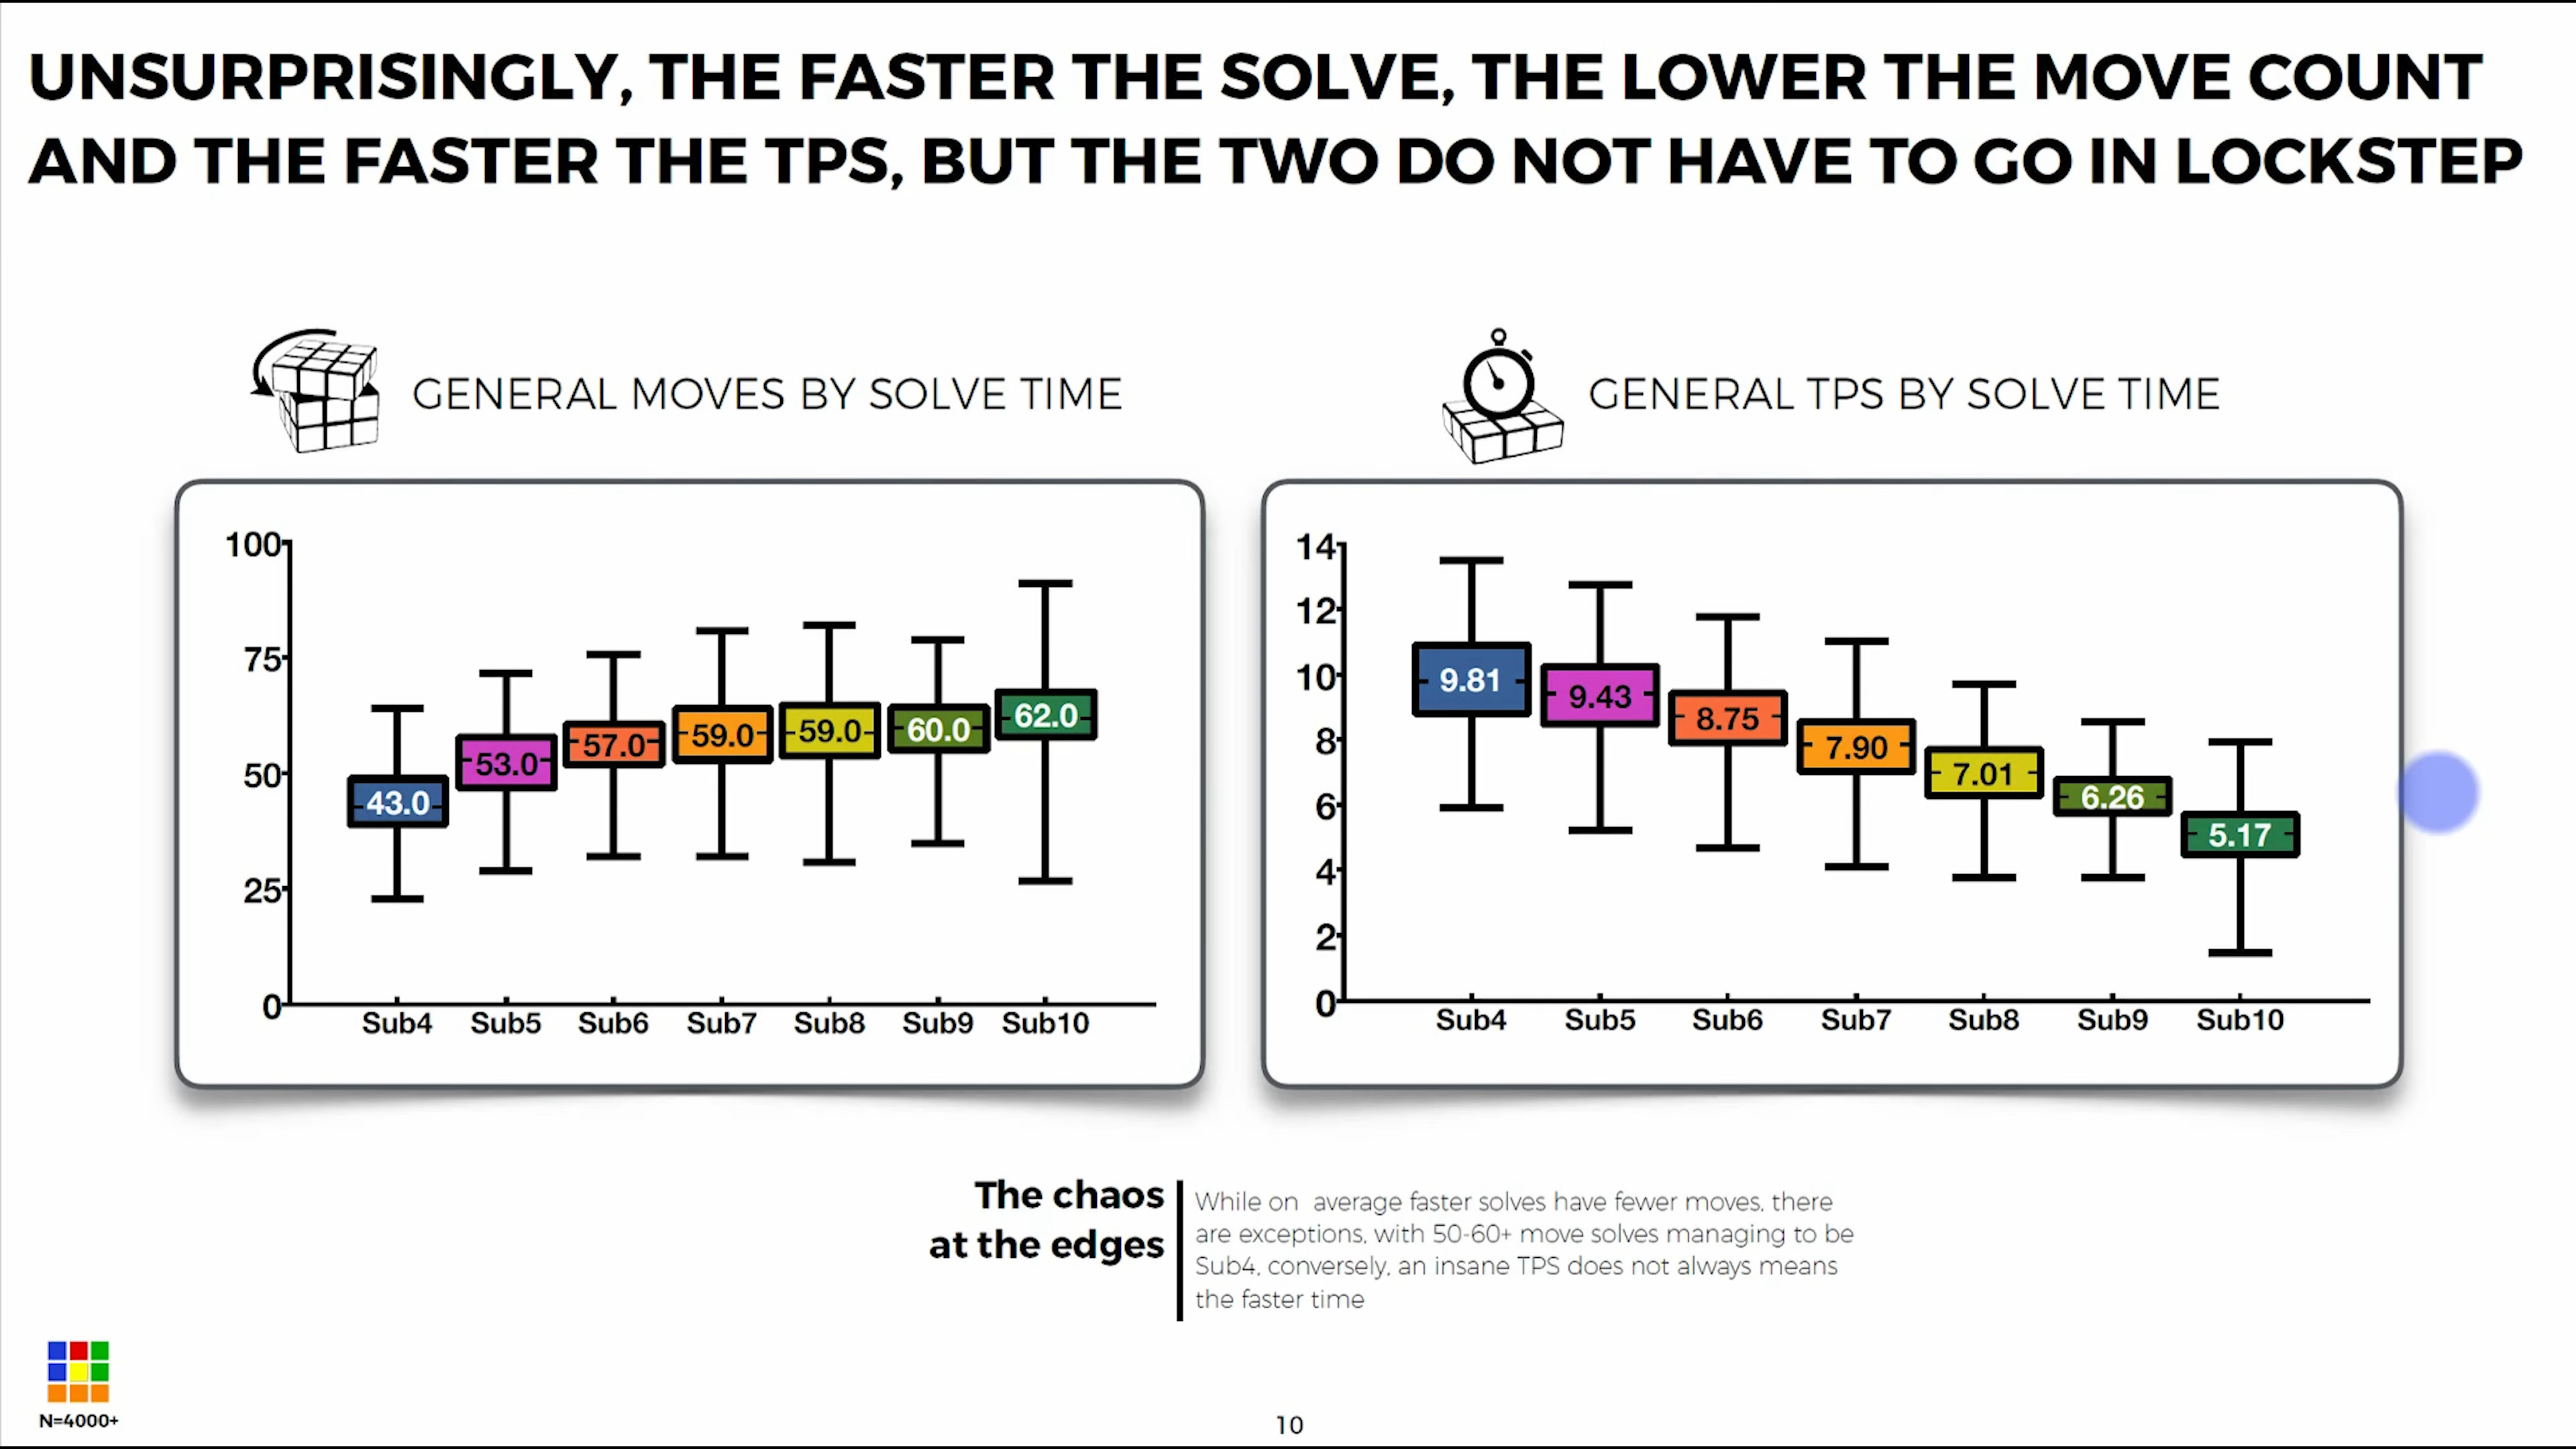 UNSURPRISINGLY, THE FASTER THE SOLVE, THE LOWER THE MOVE COUNT
AND THE FASTER THE TPS, BUT THE TWO DO NOT HAVE TO GO IN LOCKSTEP
GENERAL MOVES BY SOLVE TIME
100
75
50
25
0
43.0
53.0
57.0
59.0
59.0
60.0
62.0
Sub4 Sub5 Sub6 Sub7 Sub8 Sub9 Sub10
GENERAL TPS BY SOLVE TIME
14
12
10
8
6
4
2
0
9.81
9.43
8.75
7.90
7.01
6.26
5.17
Sub4 Sub5 Sub6 Sub7 Sub8 Sub9 Sub10
The chaos
at the edges
While on average faster solves have fewer moves, there
are exceptions, with 50-60+ move solves managing to be
Sub4, conversely, an insane TPS does not always means
the faster time
N=4000+
10